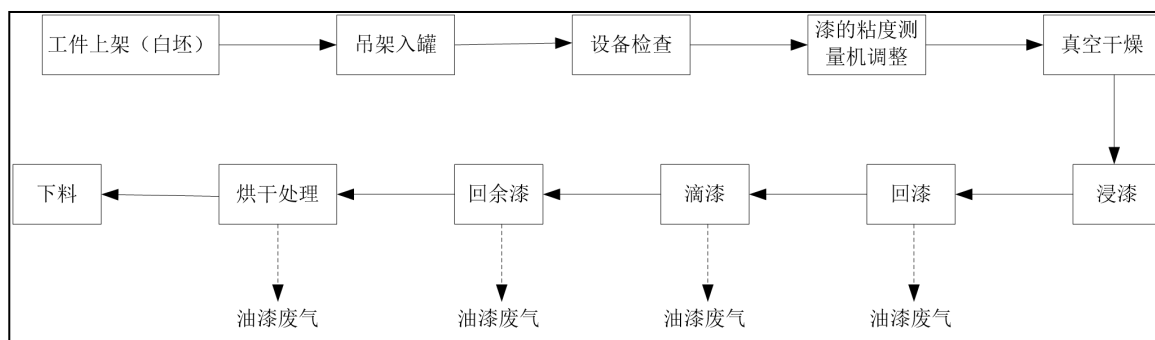 工件上架（白坯）
吊架入罐
设备检查
漆的粘度测
量机调整
真空干燥
下料
烘干处理
回余漆
滴漆
回漆
浸漆
油漆废气
油漆废气
油漆废气
油漆废气